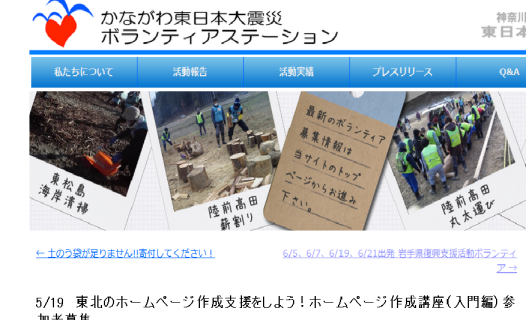 かながわ東日本大震災
ボランティアステーション
神奈川
東日本
私たちについて
活動報告
活動実績
プレスリリース
Q&A
東松島
海岸清掃
陸前高田
薪割り
最新のボランティア
募集情報は
当サイトのトップ
ページからお進み
下さい。
陸前高田
丸太運び
← 土のう袋が足りません!!寄付してください！
6/5、6/7、6/19、6/21出発 岩手県復興支援活動ボランティ
ア →
5/19　東北のホームページ作成支援をしよう！ホームページ作成講座(入門編)参
加者募集